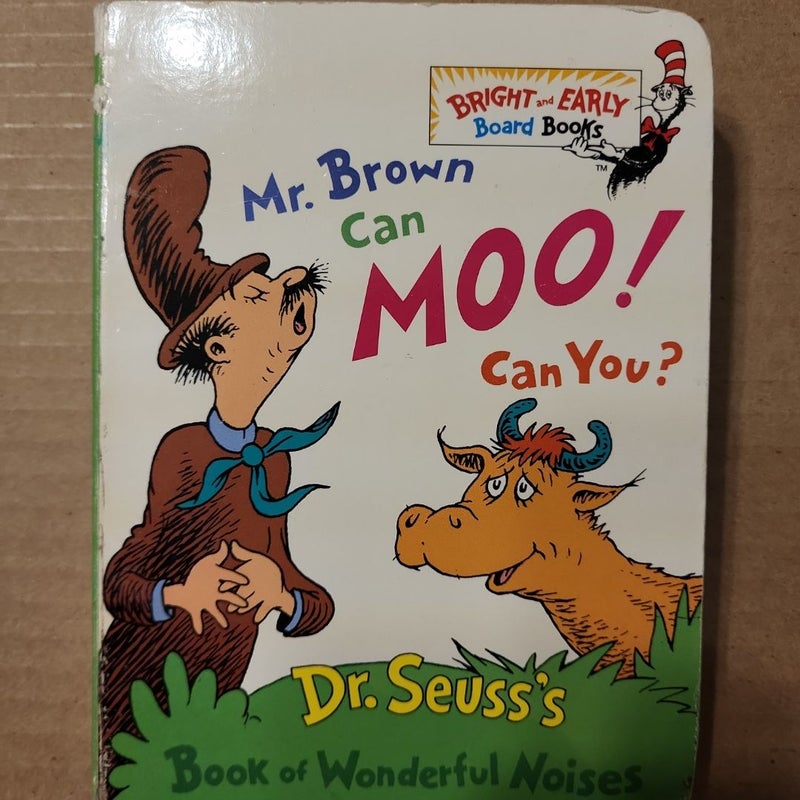 BRIGHT and EARLY
Board Books
TM
Mr. Brown
Can
MOO!
Can You?
Dr. Seuss's
Book of Wonderful Noises